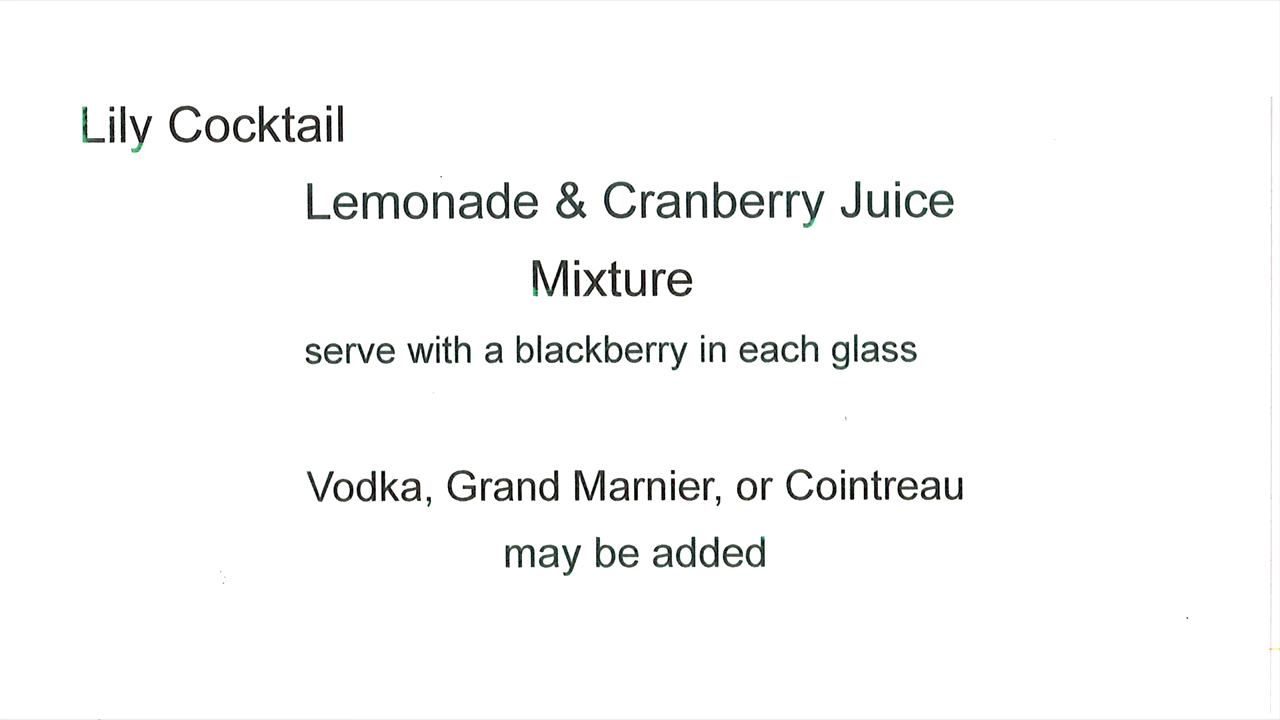 Lily Cocktail
Lemonade & Cranberry Juice
Mixture
serve with a blackberry in each glass
Vodka, Grand Marnier, or Cointreau
may be added